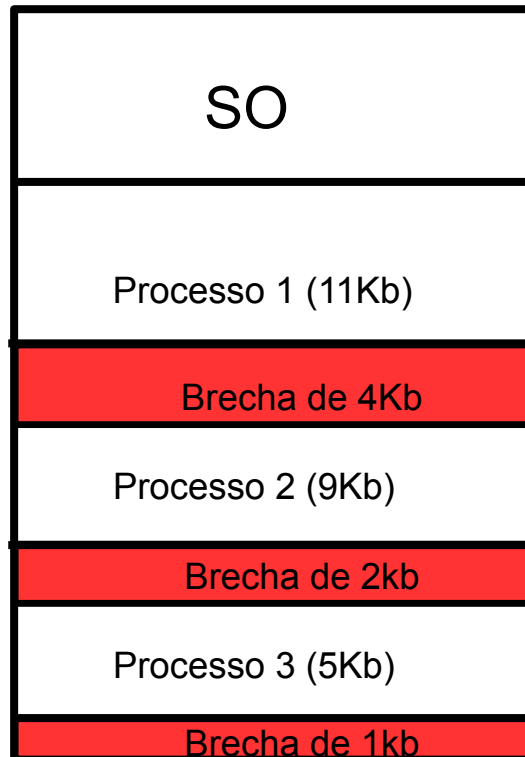 SO
Processo 1 (11Kb)
Brecha de 4Kb
Processo 2 (9Kb)
Brecha de 2kb
Processo 3 (5Kb)
Brecha de 1kb